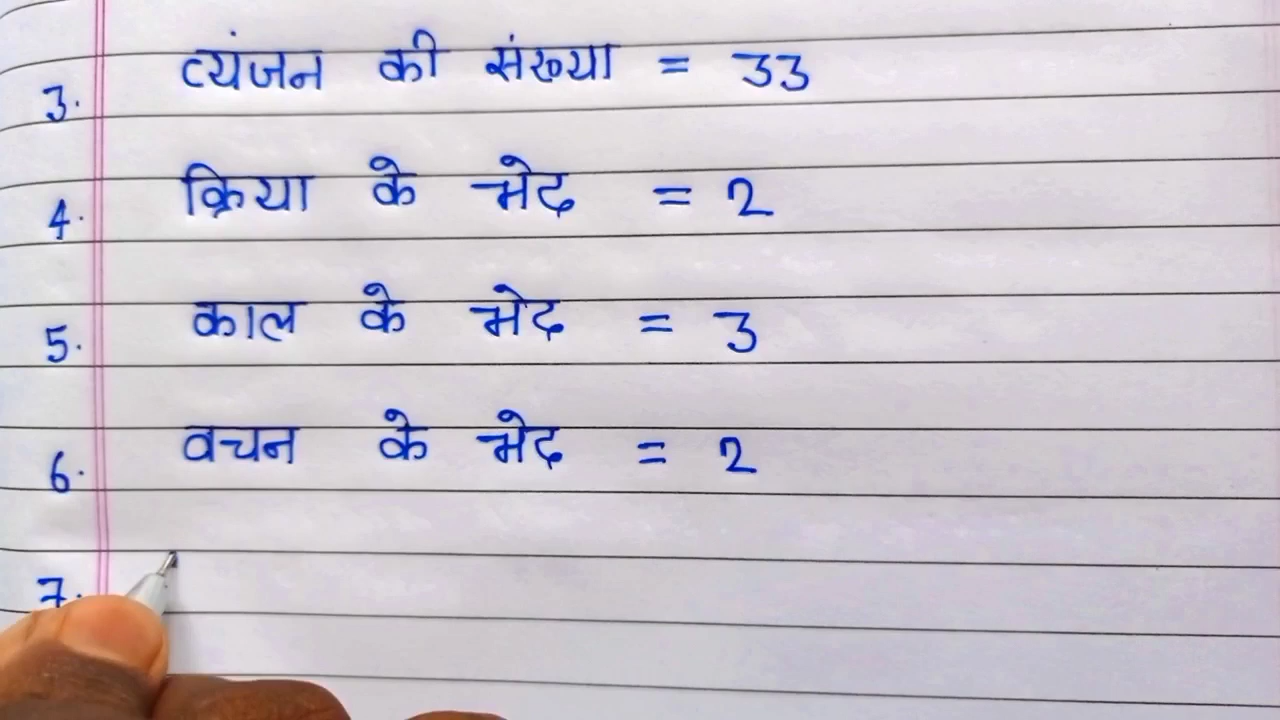 3. व्यंजन की संख्या = 33
4. क्रिया के भेद = 2
5. काल के भेद = 3
6. वचन के भेद = 2
7.